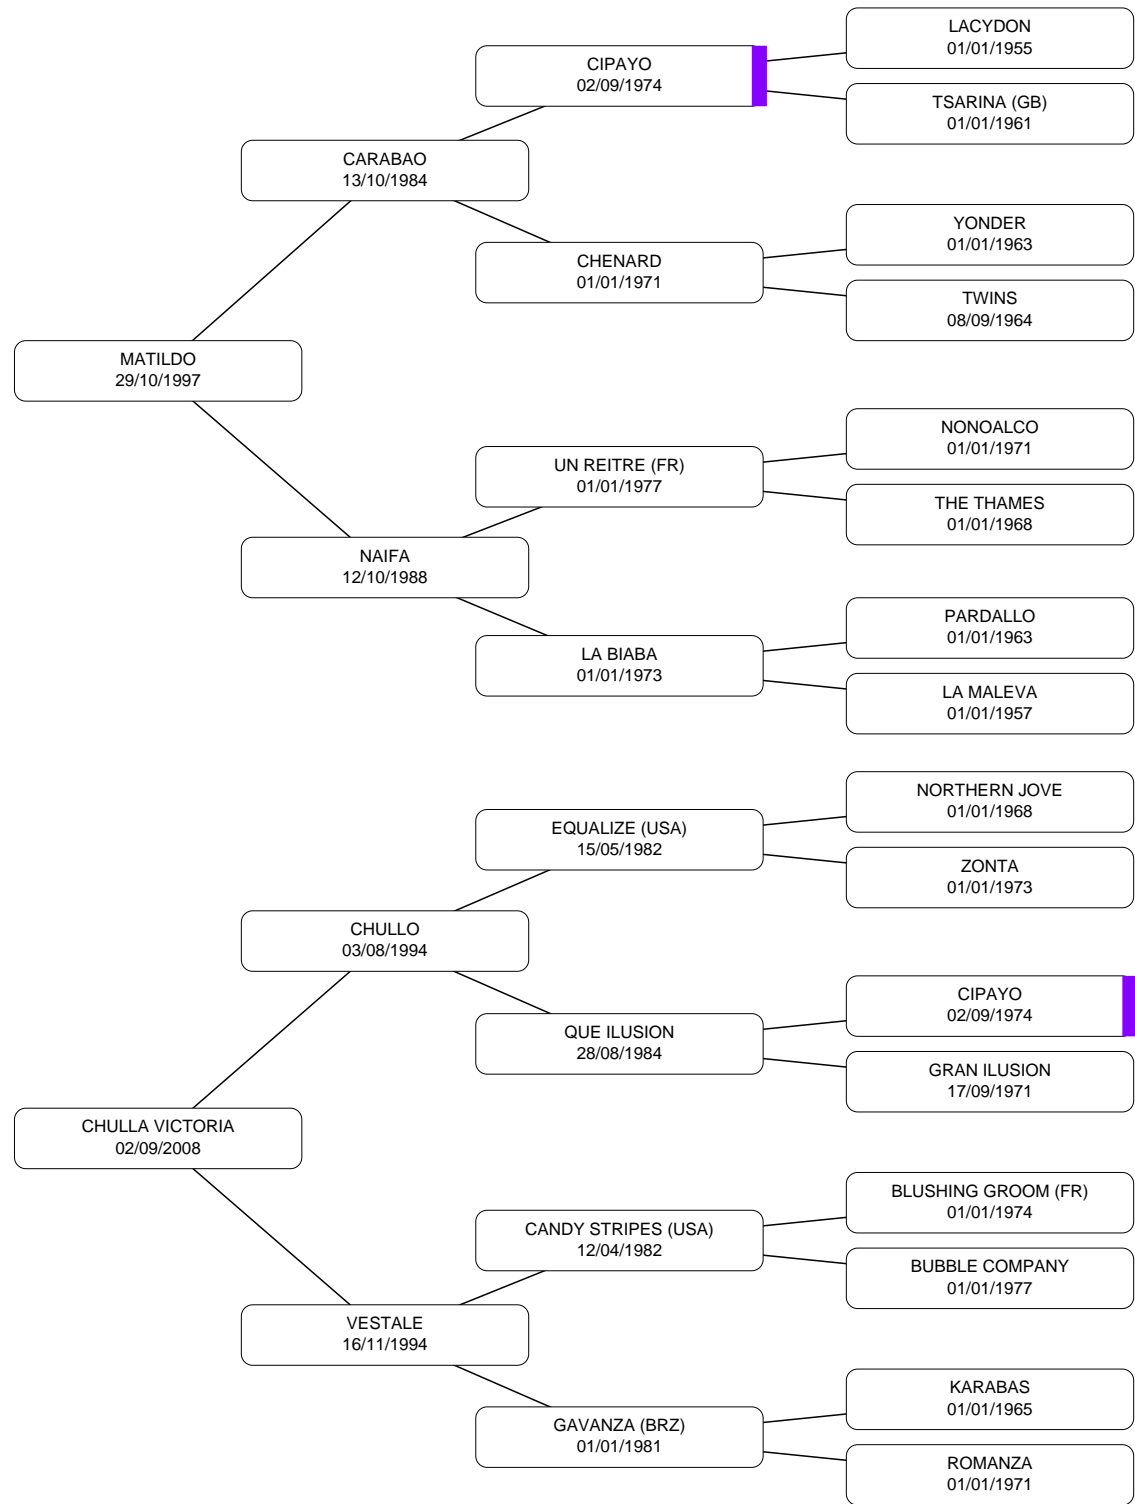 LACYDON
01/01/1955
CIPAYO
02/09/1974
TSARINA (GB)
01/01/1961
CARABAO
13/10/1984
YONDER
01/01/1963
CHENARD
01/01/1971
TWINS
08/09/1964
MATILDO
29/10/1997
NONOALCO
01/01/1971
UN REITRE (FR)
01/01/1977
THE THAMES
01/01/1968
NAIFA
12/10/1988
PARDALLO
01/01/1963
LA BIABA
01/01/1973
LA MALEVA
01/01/1957
NORTHERN JOVE
01/01/1968
EQUALIZE (USA)
15/05/1982
ZONTA
01/01/1973
CHULLO
03/08/1994
CIPAYO
02/09/1974
QUE ILUSION
28/08/1984
GRAN ILUSION
17/09/1971
CHULLA VICTORIA
02/09/2008
BLUSHING GROOM (FR)
01/01/1974
CANDY STRIPES (USA)
12/04/1982
BUBBLE COMPANY
01/01/1977
VESTALE
16/11/1994
KARABAS
01/01/1965
GAVANZA (BRZ)
01/01/1981
ROMANZA
01/01/1971